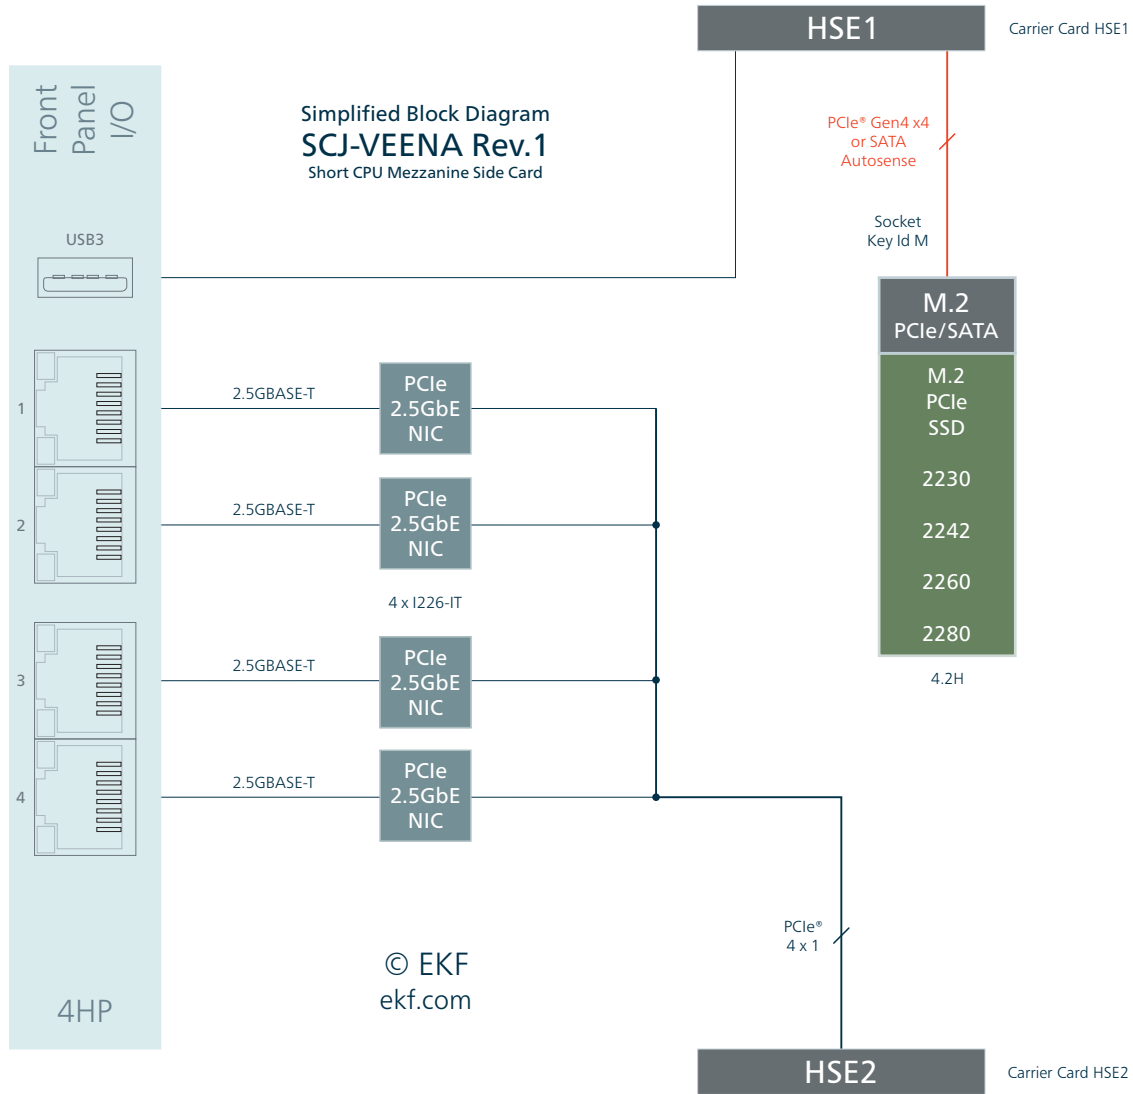 HSE1
Carrier Card HSE1
Front
Panel
I/O
Simplified Block Diagram
SCJ-VEENA Rev.1
Short CPU Mezzanine Side Card
PCIe® Gen4 x4
or SATA
Autosense
Socket
Key Id M
USB3
M.2
PCIe/SATA
M.2
PCIe
SSD
2230
2242
2260
2280
4.2H
1
2.5GBASE-T
PCIe
2.5GbE
NIC
2
2.5GBASE-T
PCIe
2.5GbE
NIC
4 x I226-IT
3
2.5GBASE-T
PCIe
2.5GbE
NIC
4
2.5GBASE-T
PCIe
2.5GbE
NIC
PCIe®
4 x 1
© EKF
ekf.com
4HP
HSE2
Carrier Card HSE2